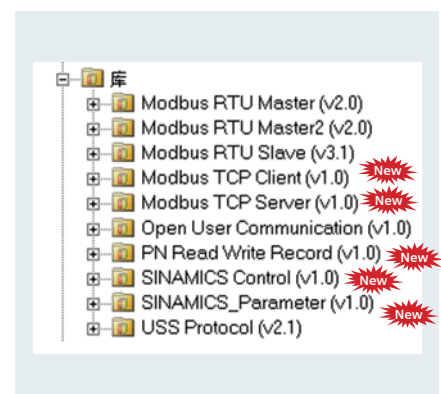 库
Modbus RTU Master (v2.0)
Modbus RTU Master2 (v2.0)
Modbus RTU Slave (v3.1)
Modbus TCP Client (v1.0) New
Modbus TCP Server (v1.0) New
Open User Communication (v1.0)
PN Read Write Record (v1.0) New
SINAMICS Control (v1.0) New
SINAMICS_Parameter (v1.0) New
USS Protocol (v2.1)